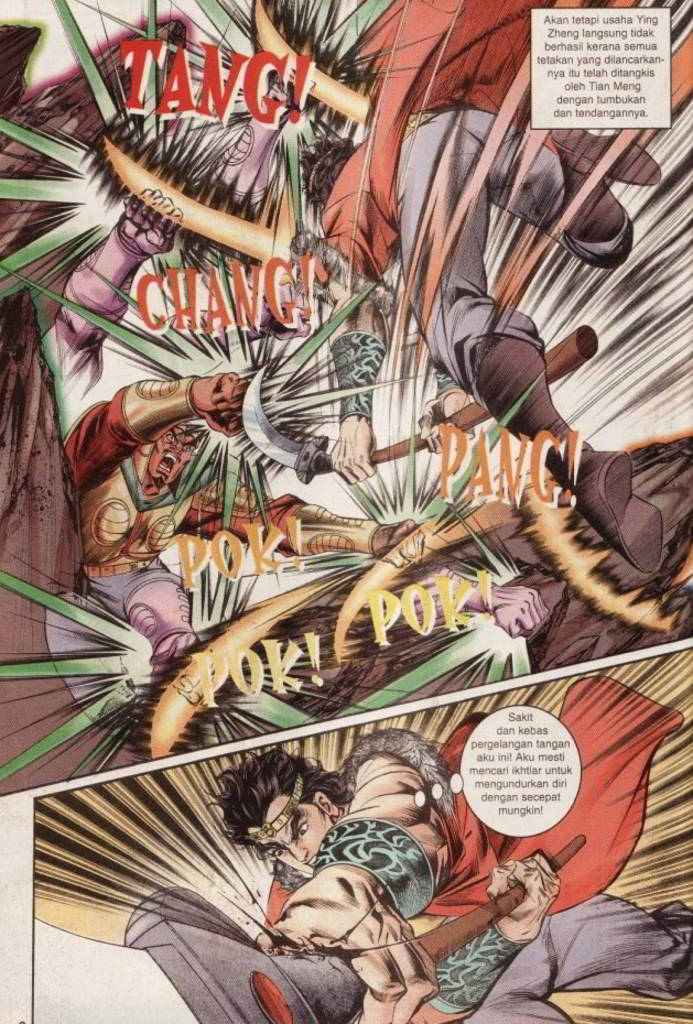 Akan tetapi usaha Ying
Zheng langsung tidak
berhasil kerana semua
tetakan yang dilancarkan-
nya itu telah ditangkis
oleh Tian Meng
dengan tumbukan
dan tendangannya.
TANG!
CHANG!
PANG!
POK!
POK!
POK!
Sakit
dan kebas
pergelangan tangan
aku ini! Aku mesti
mencari ikhtiar untuk
mengundurkan diri
dengan secepat
mungkin!